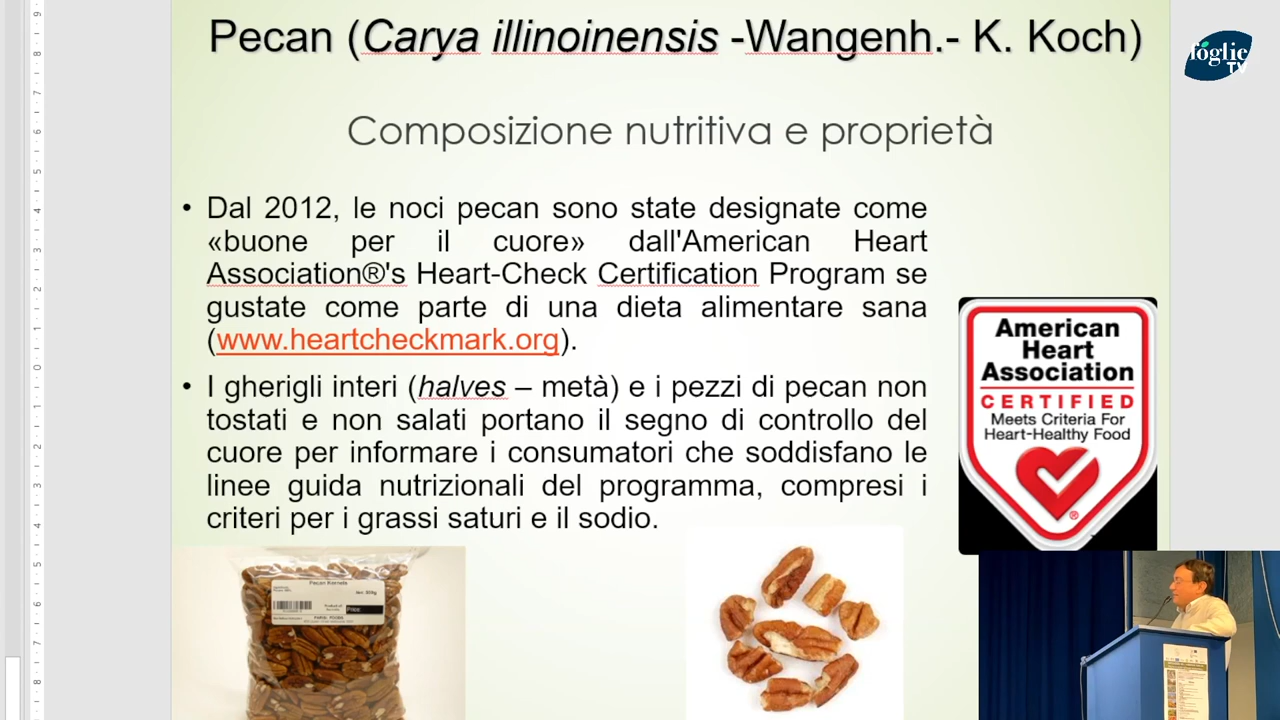 Pecan (Carya illinoinensis -Wangenh.- K. Koch)
foglie
TV
Composizione nutritiva e proprietà
• Dal 2012, le noci pecan sono state designate come
«buone per il cuore» dall'American Heart
Association®'s Heart-Check Certification Program se
gustate come parte di una dieta alimentare sana
(www.heartcheckmark.org).
• I gherigli interi (halves – metà) e i pezzi di pecan non
tostati e non salati portano il segno di controllo del
cuore per informare i consumatori che soddisfano le
linee guida nutrizionali del programma, compresi i
criteri per i grassi saturi e il sodio.
American
Heart
Association
CERTIFIED
Meets Criteria For
Heart-Healthy Food
®
Pecan Kernels
Price: